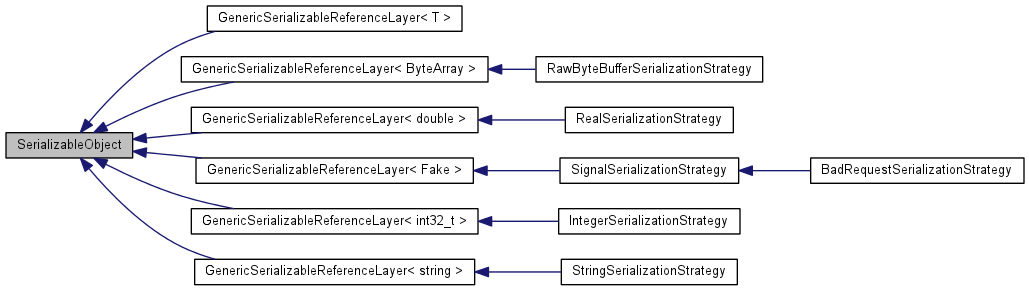 GenericSerializableReferenceLayer< T >
GenericSerializableReferenceLayer< ByteArray >
RawByteBufferSerializationStrategy
GenericSerializableReferenceLayer< double >
RealSerializationStrategy
SerializableObject
GenericSerializableReferenceLayer< Fake >
SignalSerializationStrategy
BadRequestSerializationStrategy
GenericSerializableReferenceLayer< int32_t >
IntegerSerializationStrategy
GenericSerializableReferenceLayer< string >
StringSerializationStrategy